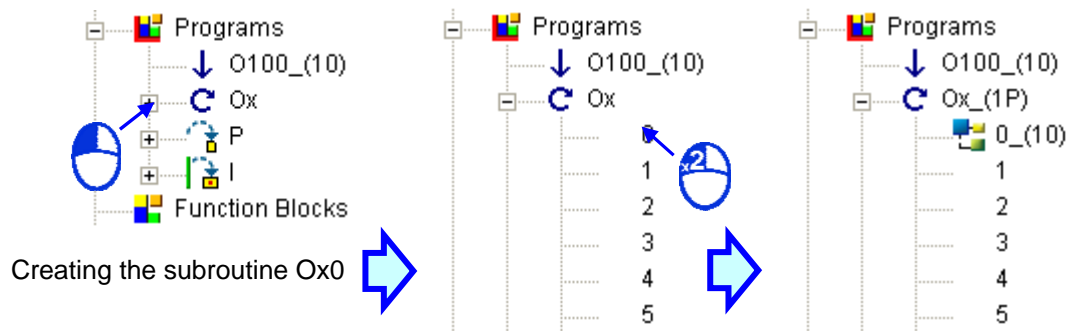 Programs
O100_(10)
Ox
P
I
Function Blocks
Creating the subroutine Ox0
Programs
O100_(10)
Ox
0
x2
1
2
3
4
5
Programs
O100_(10)
Ox_(1P)
0_(10)
1
2
3
4
5